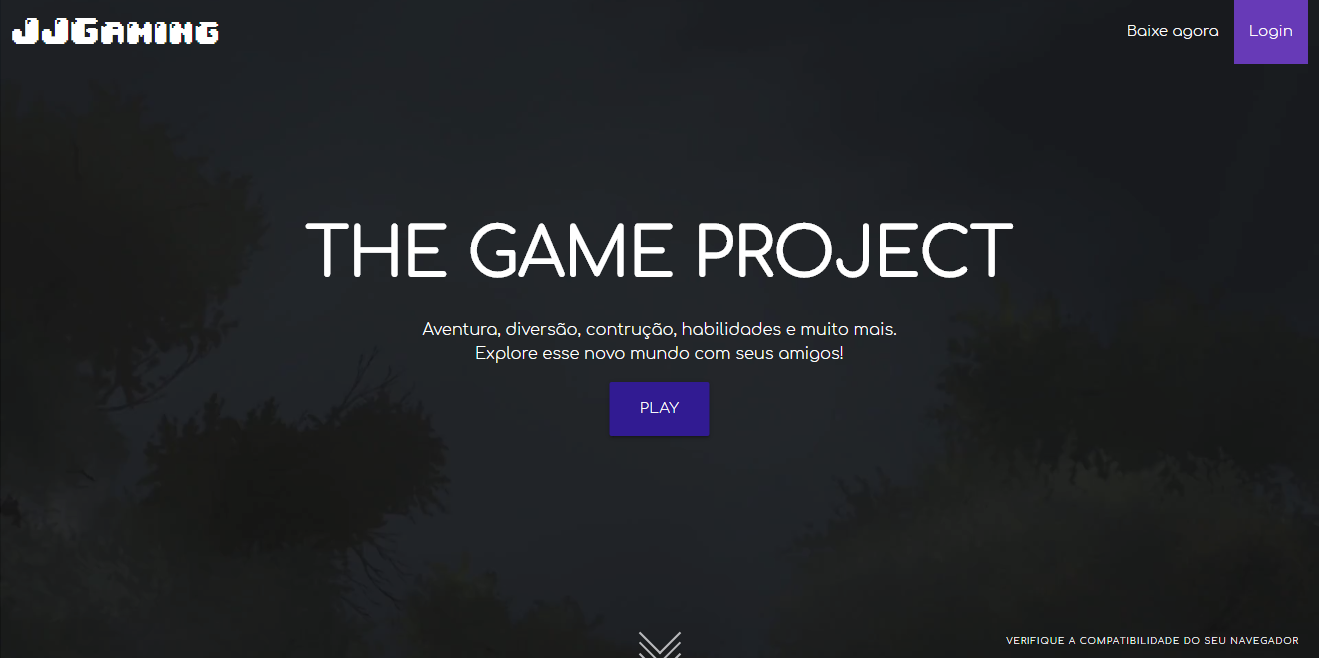 JJGAMING
Baixe agora
Login
THE GAME PROJECT
Aventura, diversão, contrução, habilidades e muito mais.
Explore esse novo mundo com seus amigos!
PLAY
VERIFIQUE A COMPATIBILIDADE DO SEU NAVEGADOR